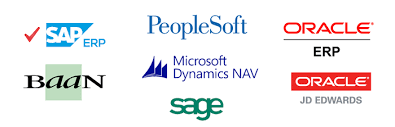 SAP ERP
PeopleSoft
ORACLE
ERP
BaaN
Microsoft
Dynamics NAV
sage
ORACLE
JD EDWARDS